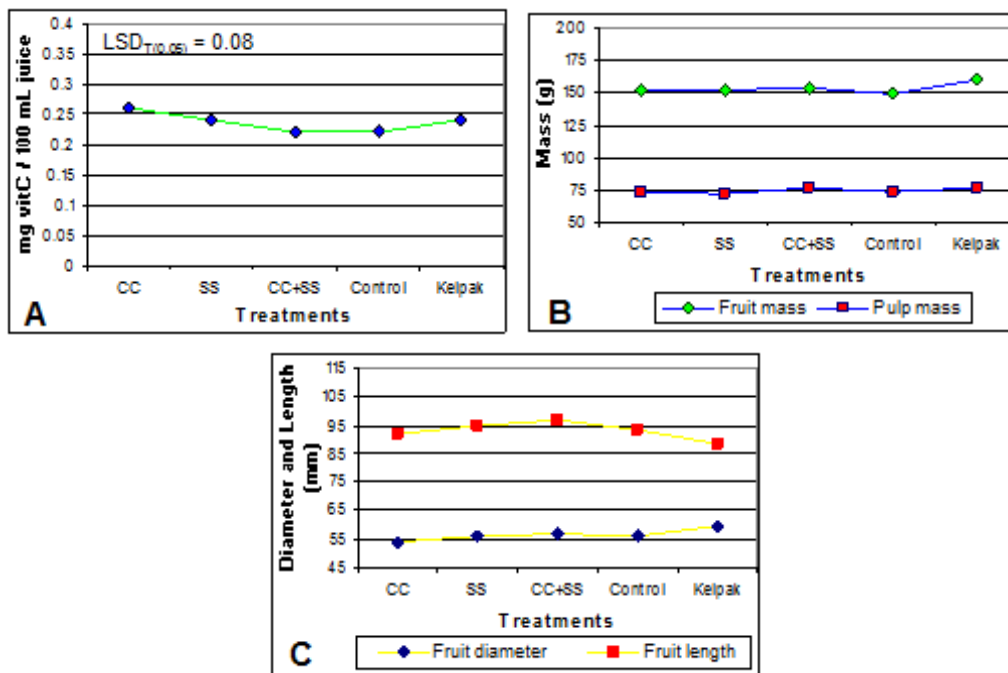 mg vitC / 100 mL juice
0.4
0.35
0.3
0.25
0.2
0.15
0.1
0.05
0
LSD T(0.05) = 0.08
CC SS CC+SS Control Kelpak
Treatments
A
Mass (g)
200
175
150
125
100
75
50
CC SS CC+SS Control Kelpak
Treatments
B
Fruit mass Pulp mass
Diameter and Length
(mm)
115
105
95
85
75
65
55
45
CC SS CC+SS Control Kelpak
Treatments
C
Fruit diameter Fruit length